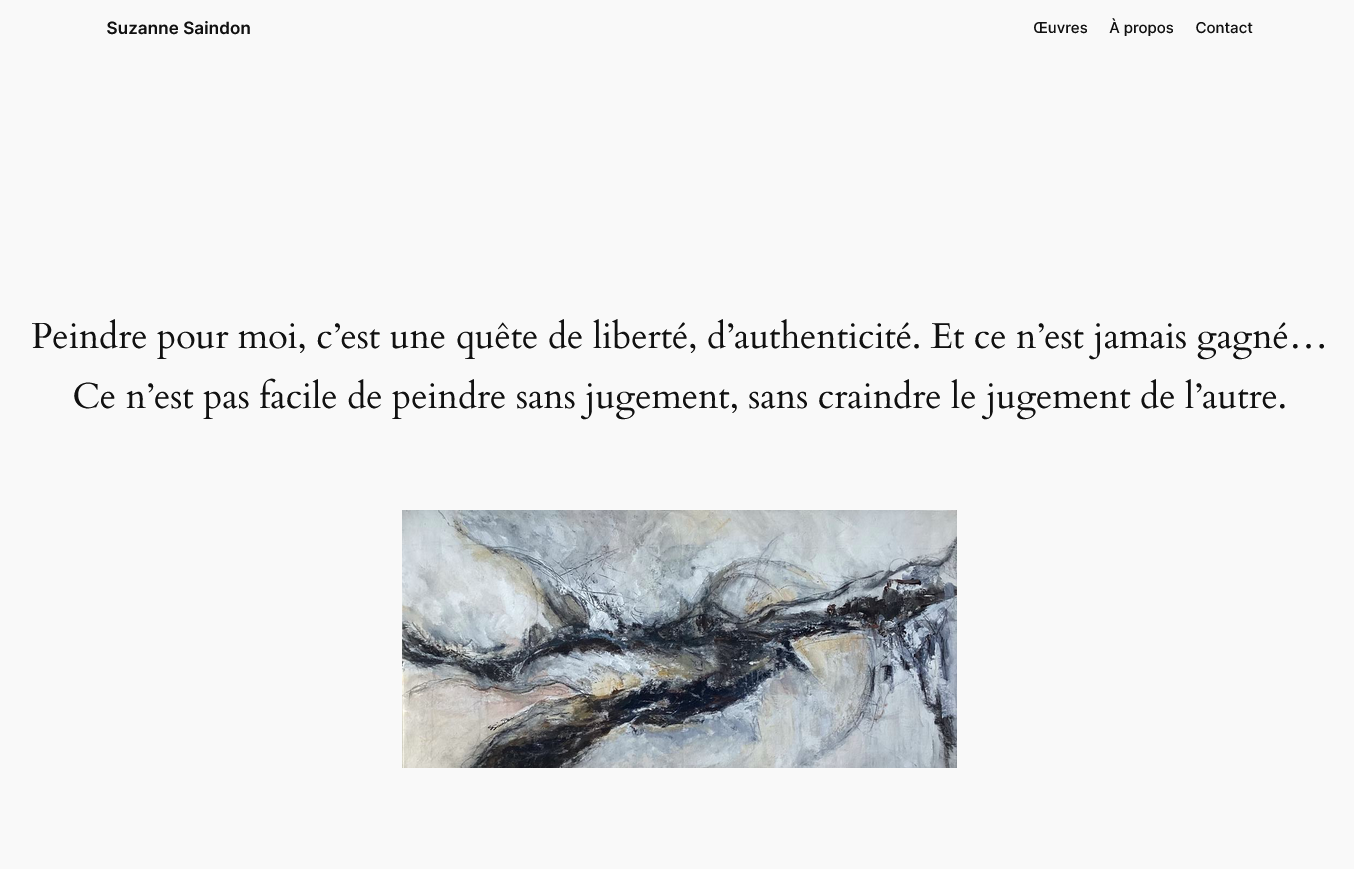 Suzanne Saindon
Œuvres À propos Contact
Peindre pour moi, c’est une quête de liberté, d’authenticité. Et ce n’est jamais gagné…
Ce n’est pas facile de peindre sans jugement, sans craindre le jugement de l’autre.